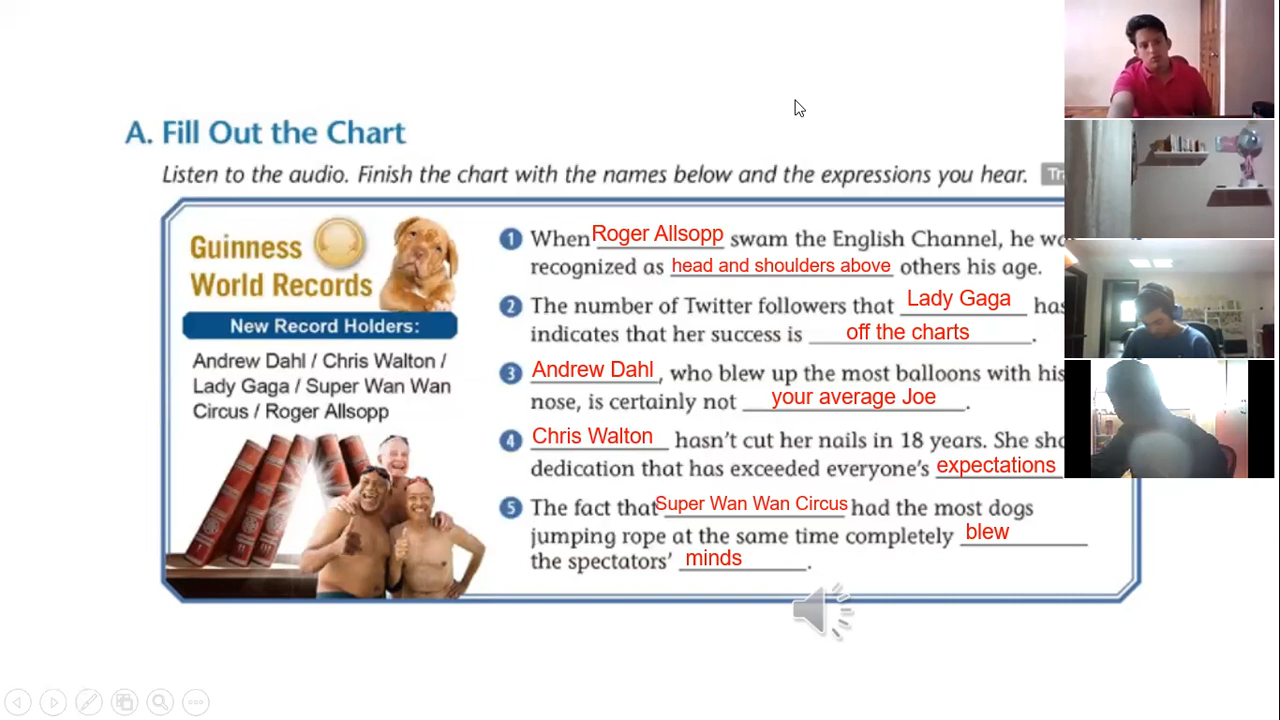 A. Fill Out the Chart
Listen to the audio. Finish the chart with the names below and the expressions you hear.
Guinness
World Records
New Record Holders:
Andrew Dahl / Chris Walton /
Lady Gaga / Super Wan Wan
Circus / Roger Allsopp
1 When Roger Allsopp swam the English Channel, he
recognized as head and shoulders above others his age.
2 The number of Twitter followers that Lady Gaga has
indicates that her success is off the charts.
3 Andrew Dahl, who blew up the most balloons with his
nose, is certainly not your average Joe.
4 Chris Walton hasn't cut her nails in 18 years. She
dedication that has exceeded everyone's expectations
5 The fact that Super Wan Wan Circus had the most dogs
jumping rope at the same time completely blew
the spectators' minds.